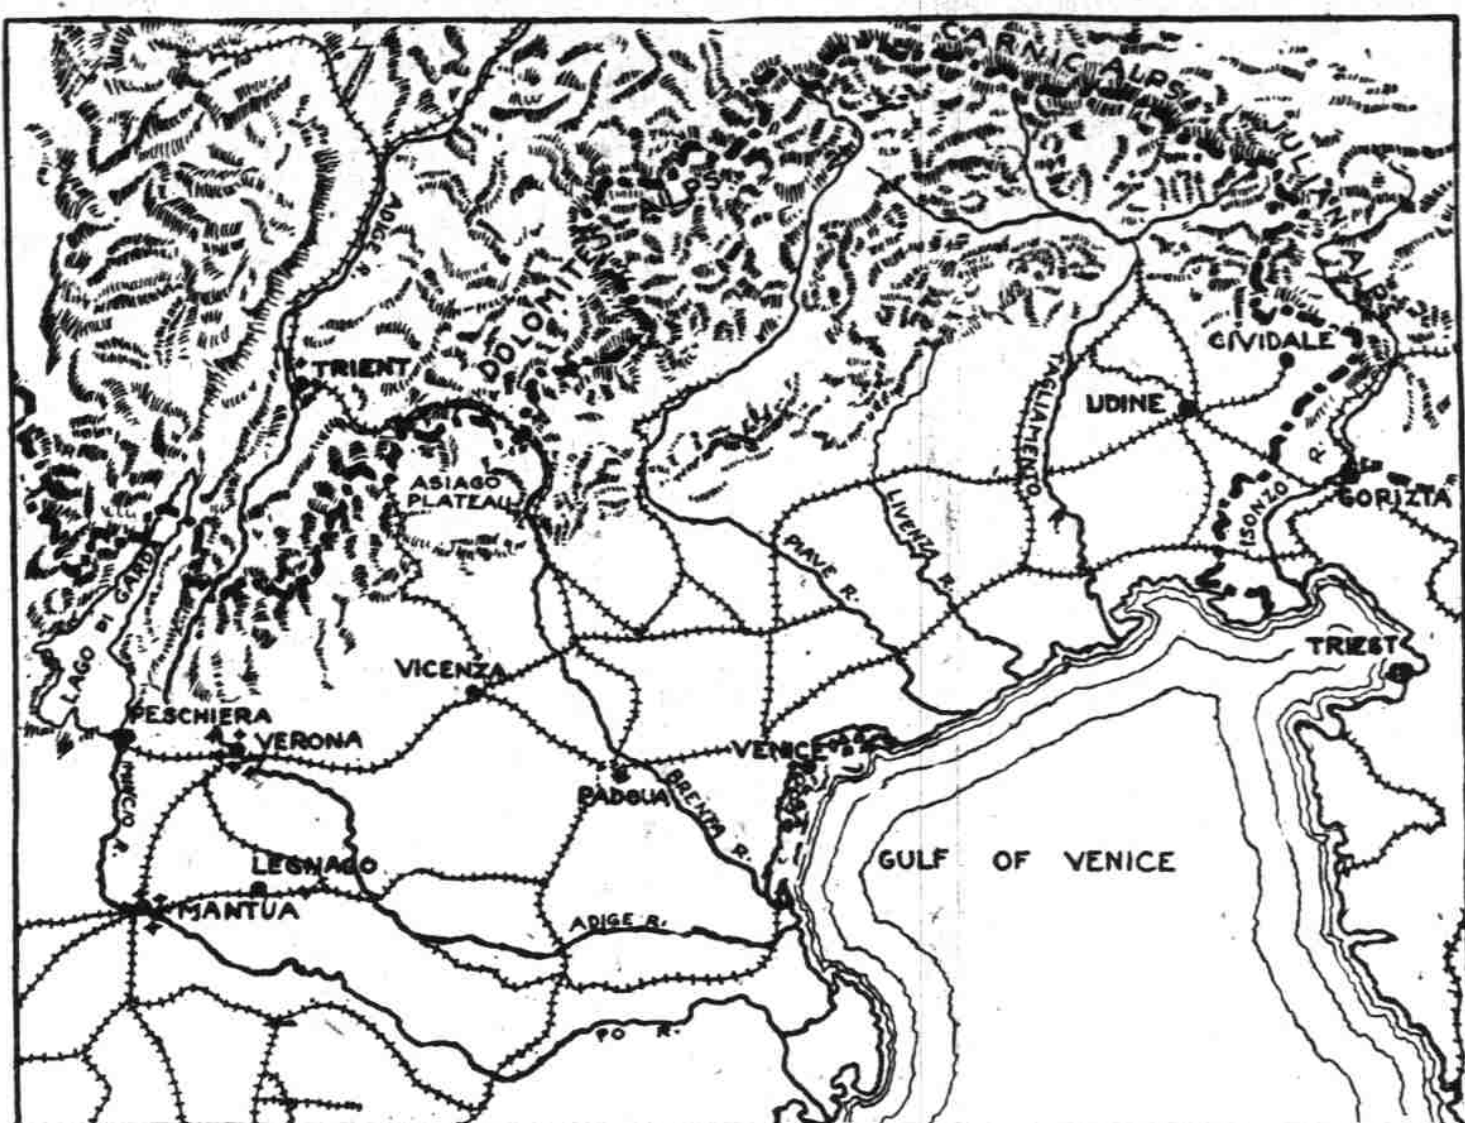 CARNIC ALPS
JULIAN ALPS
ADIGE R.
DOLOMITE ALPS
TRIENT
CIVIDALE
UDINE
TAGLIAMENTO
R.
ISONZO
GORIZIA
ASIAGO
PLATEAU
LIVENZA R.
PIAVE R.
LAGO DI GARDA
VICENZA
TRIEST
PESCHIERA
VERONA
VENICE
MINCIO R.
PADOUA
BRENTA R.
LEGNAGO
GULF OF VENICE
MANTUA
ADIGE R.
PO R.